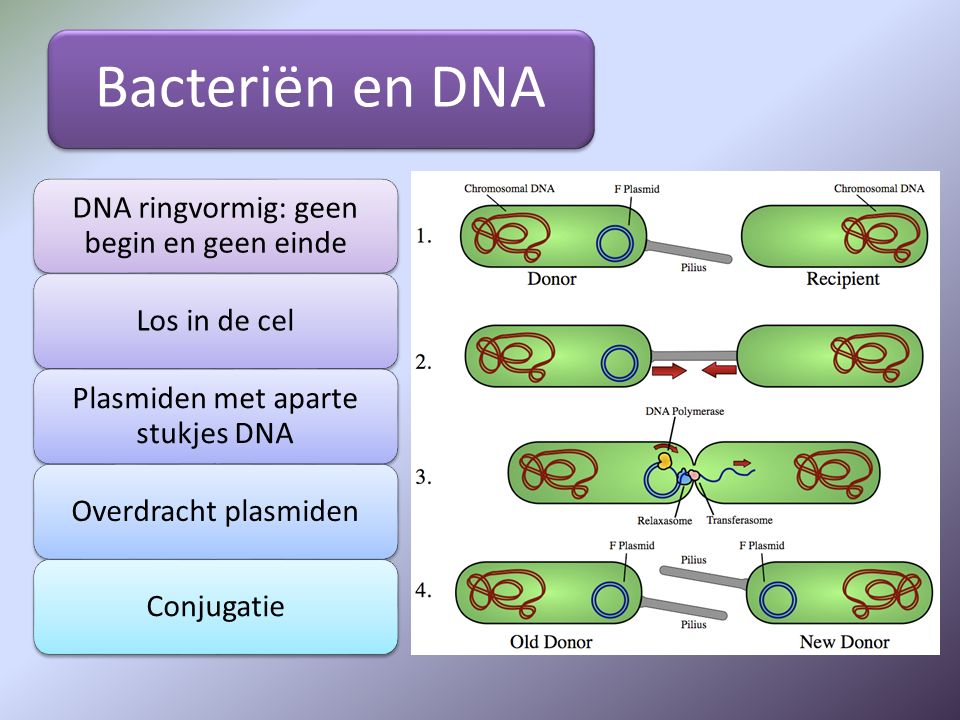 Bacteriën en DNA
DNA ringvormig: geen
begin en geen einde
Los in de cel
Plasmiden met aparte
stukjes DNA
Overdracht plasmiden
Conjugatie
Chromosomal DNA
F Plasmid
Chromosomal DNA
1.
Pilius
Donor
Recipient
2.
DNA Polymerase
3.
Relaxasome
Transferasome
F Plasmid
Pilius
F Plasmid
4.
Pilius
Old Donor
New Donor